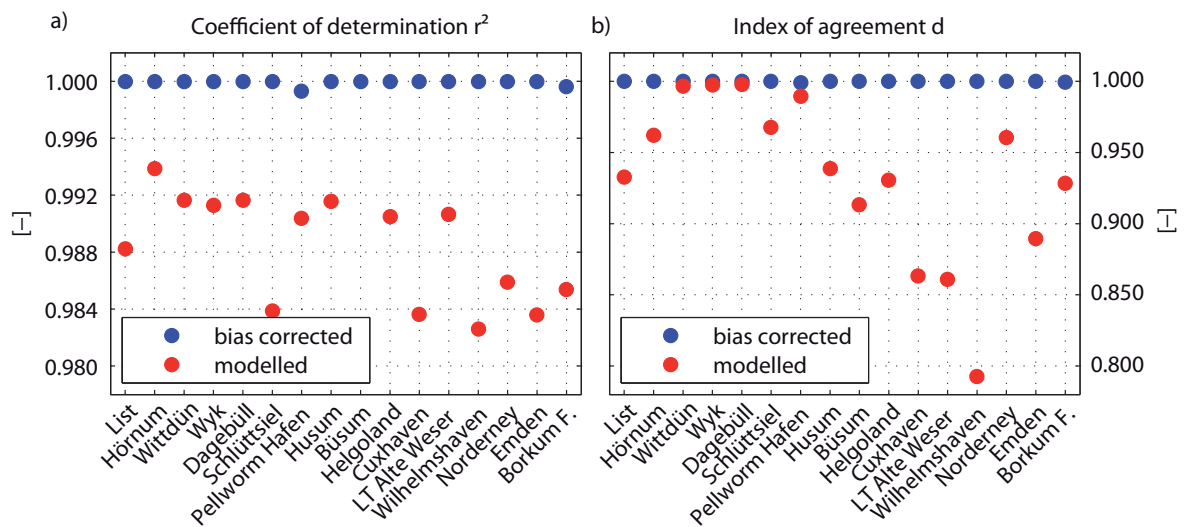 a) Coefficient of determination r²
b) Index of agreement d
[–]
1.000
0.996
0.992
0.988
0.984
0.980
bias corrected
modelled
List
Hörnum
Wittdün
Wyk
Dagebüll
Schlüttsiel
Pellworm Hafen
Husum
Büsum
Helgoland
Cuxhaven
LT Alte Weser
Wilhelmshaven
Norderney
Emden
Borkum F.
bias corrected
modelled
1.000
0.950
0.900
0.850
0.800
[–]
List
Hörnum
Wittdün
Wyk
Dagebüll
Schlüttsiel
Pellworm Hafen
Husum
Büsum
Helgoland
Cuxhaven
LT Alte Weser
Wilhelmshaven
Norderney
Emden
Borkum F.